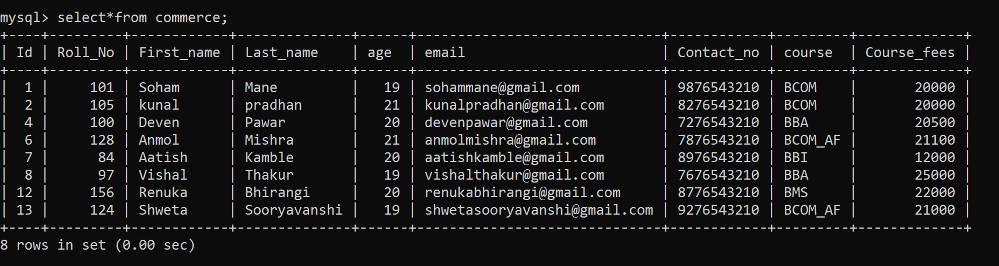 mysql> select*from commerce;
+----+---------+------------+--------------+------+------------------------------+------------+---------+-------------+
| Id | Roll_No | First_name | Last_name    | age  | email                        | Contact_no | course  | Course_fees |
+----+---------+------------+--------------+------+------------------------------+------------+---------+-------------+
|  1 |     101 | Soham      | Mane         |   19 | sohammane@gmail.com          | 9876543210 | BCOM    |       20000 |
|  2 |     105 | kunal      | pradhan      |   21 | kunalpradhan@gmail.com       | 8276543210 | BCOM    |       20000 |
|  4 |     100 | Deven      | Pawar        |   20 | devenpawar@gmail.com         | 7276543210 | BBA     |       20500 |
|  6 |     128 | Anmol      | Mishra       |   21 | anmolmishra@gmail.com        | 7876543210 | BCOM_AF |       21100 |
|  7 |      84 | Aatish     | Kamble       |   20 | aatishkamble@gmail.com       | 8976543210 | BBI     |       12000 |
|  8 |      97 | Vishal     | Thakur       |   19 | vishalthakur@gmail.com       | 7676543210 | BBA     |       25000 |
| 12 |     156 | Renuka     | Bhirangi     |   20 | renukabhirangi@gmail.com     | 8776543210 | BMS     |       22000 |
| 13 |     124 | Shweta     | Sooryavanshi |   19 | shwetasooryavanshi@gmail.com | 9276543210 | BCOM_AF |       21000 |
+----+---------+------------+--------------+------+------------------------------+------------+---------+-------------+
8 rows in set (0.00 sec)